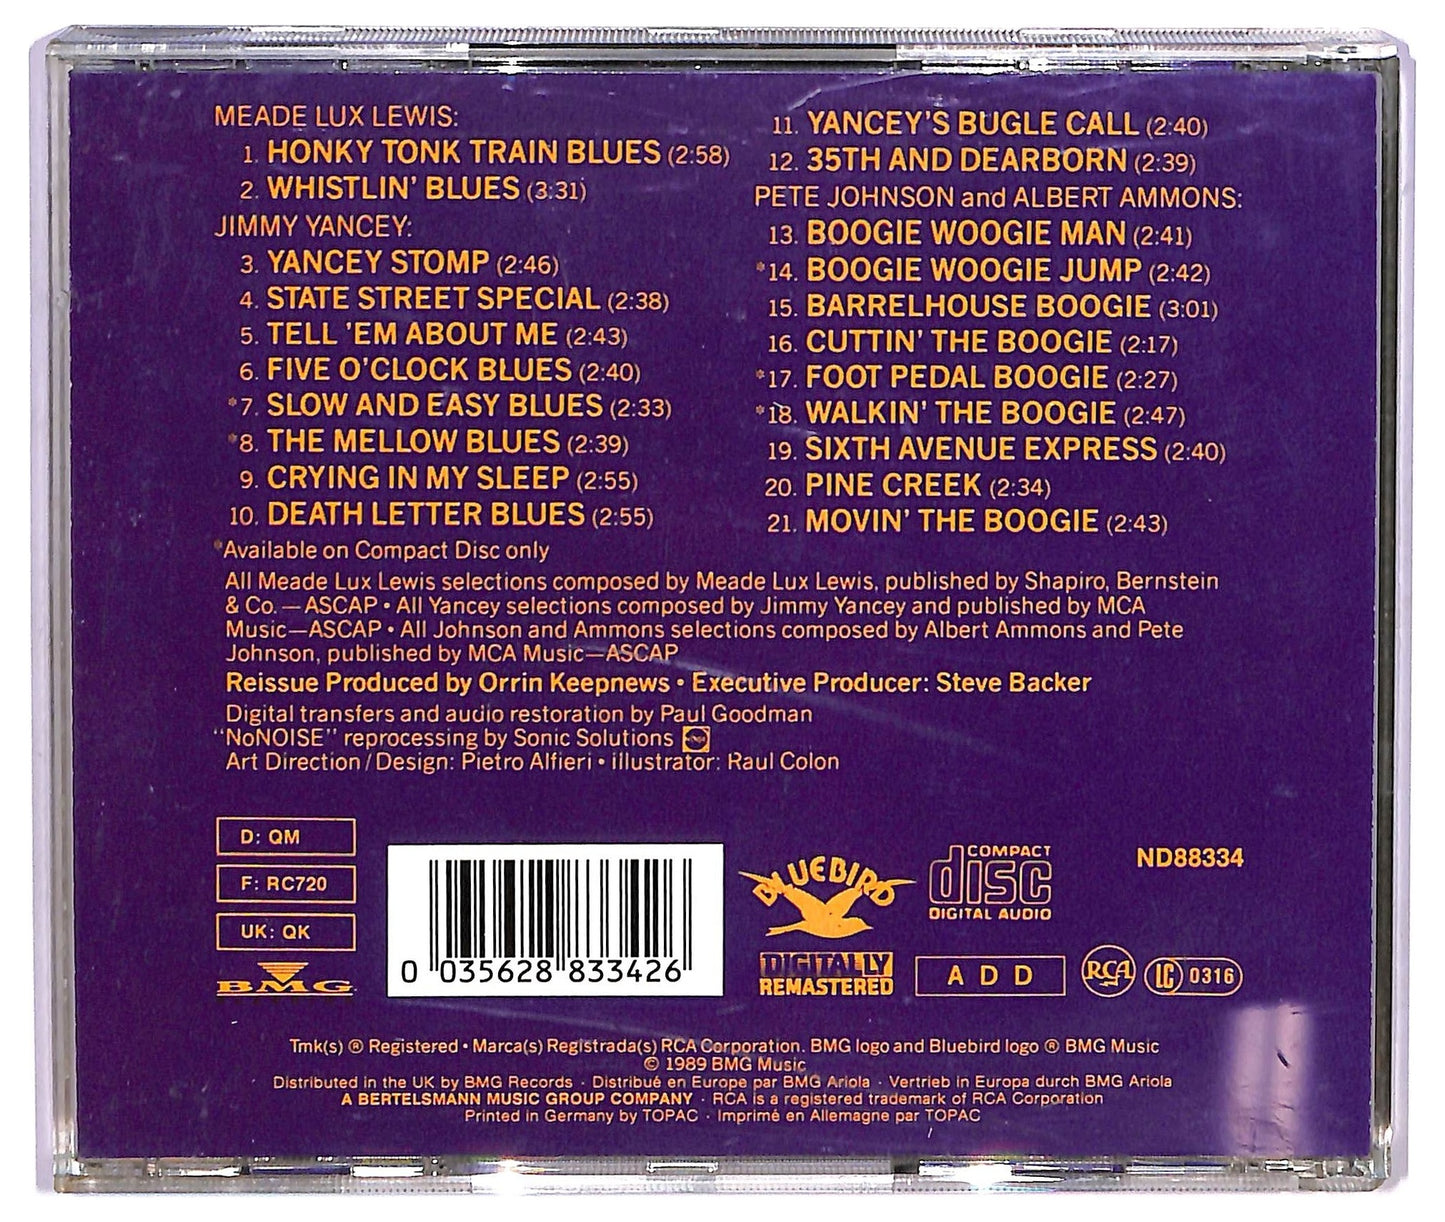 MEADE LUX LEWIS:
1. HONKY TONK TRAIN BLUES (2:58)
2. WHISTLIN' BLUES (3:31)
JIMMY YANCEY:
3. YANCEY STOMP (2:46)
4. STATE STREET SPECIAL (2:38)
5. TELL 'EM ABOUT ME (2:43)
6. FIVE O'CLOCK BLUES (2:40)
*7. SLOW AND EASY BLUES (2:33)
*8. THE MELLOW BLUES (2:39)
9. CRYING IN MY SLEEP (2:55)
10. DEATH LETTER BLUES (2:55)
11. YANCEY'S BUGLE CALL (2:40)
12. 35TH AND DEARBORN (2:39)
PETE JOHNSON and ALBERT AMMONS:
13. BOOGIE WOOGIE MAN (2:41)
*14. BOOGIE WOOGIE JUMP (2:42)
15. BARRELHOUSE BOOGIE (3:01)
16. CUTTIN' THE BOOGIE (2:17)
*17. FOOT PEDAL BOOGIE (2:27)
*18. WALKIN' THE BOOGIE (2:47)
19. SIXTH AVENUE EXPRESS (2:40)
20. PINE CREEK (2:34)
21. MOVIN' THE BOOGIE (2:43)
*Available on Compact Disc only
All Meade Lux Lewis selections composed by Meade Lux Lewis, published by Shapiro, Bernstein
& Co.—ASCAP • All Yancey selections composed by Jimmy Yancey and published by MCA
Music—ASCAP • All Johnson and Ammons selections composed by Albert Ammons and Pete
Johnson, published by MCA Music—ASCAP
Reissue Produced by Orrin Keepnews • Executive Producer: Steve Backer
Digital transfers and audio restoration by Paul Goodman
"NoNOISE" reprocessing by Sonic Solutions
Art Direction/Design: Pietro Alfieri • illustrator: Raul Colon
D: QM
F: RC720
UK: QK
BMG
0 035628 833426
BLUEBIRD
DIGITALLY
REMASTERED
COMPACT
disc
DIGITAL AUDIO
ND88334
A D D
RCA
LC 0316
Tmk(s) ® Registered • Marca(s) Registrada(s) RCA Corporation. BMG logo and Bluebird logo ® BMG Music
© 1989 BMG Music
Distributed in the UK by BMG Records · Distribué en Europe par BMG Ariola · Vertrieb in Europa durch BMG Ariola
A BERTELSMANN MUSIC GROUP COMPANY · RCA is a registered trademark of RCA Corporation
Printed in Germany by TOPAC · Imprimé en Allemagne par TOPAC